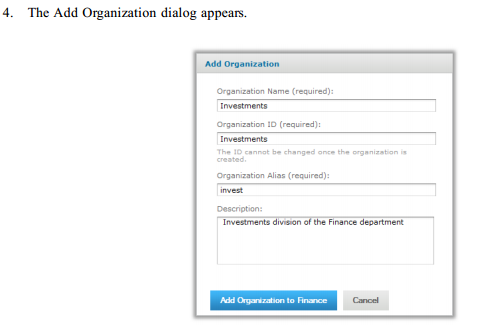 4. The Add Organization dialog appears.
Add Organization
Organization Name (required):
Investments
Organization ID (required):
Investments
The ID cannot be changed once the organization is
created.
Organization Alias (required):
invest
Description:
Investments division of the Finance department
Add Organization to Finance Cancel